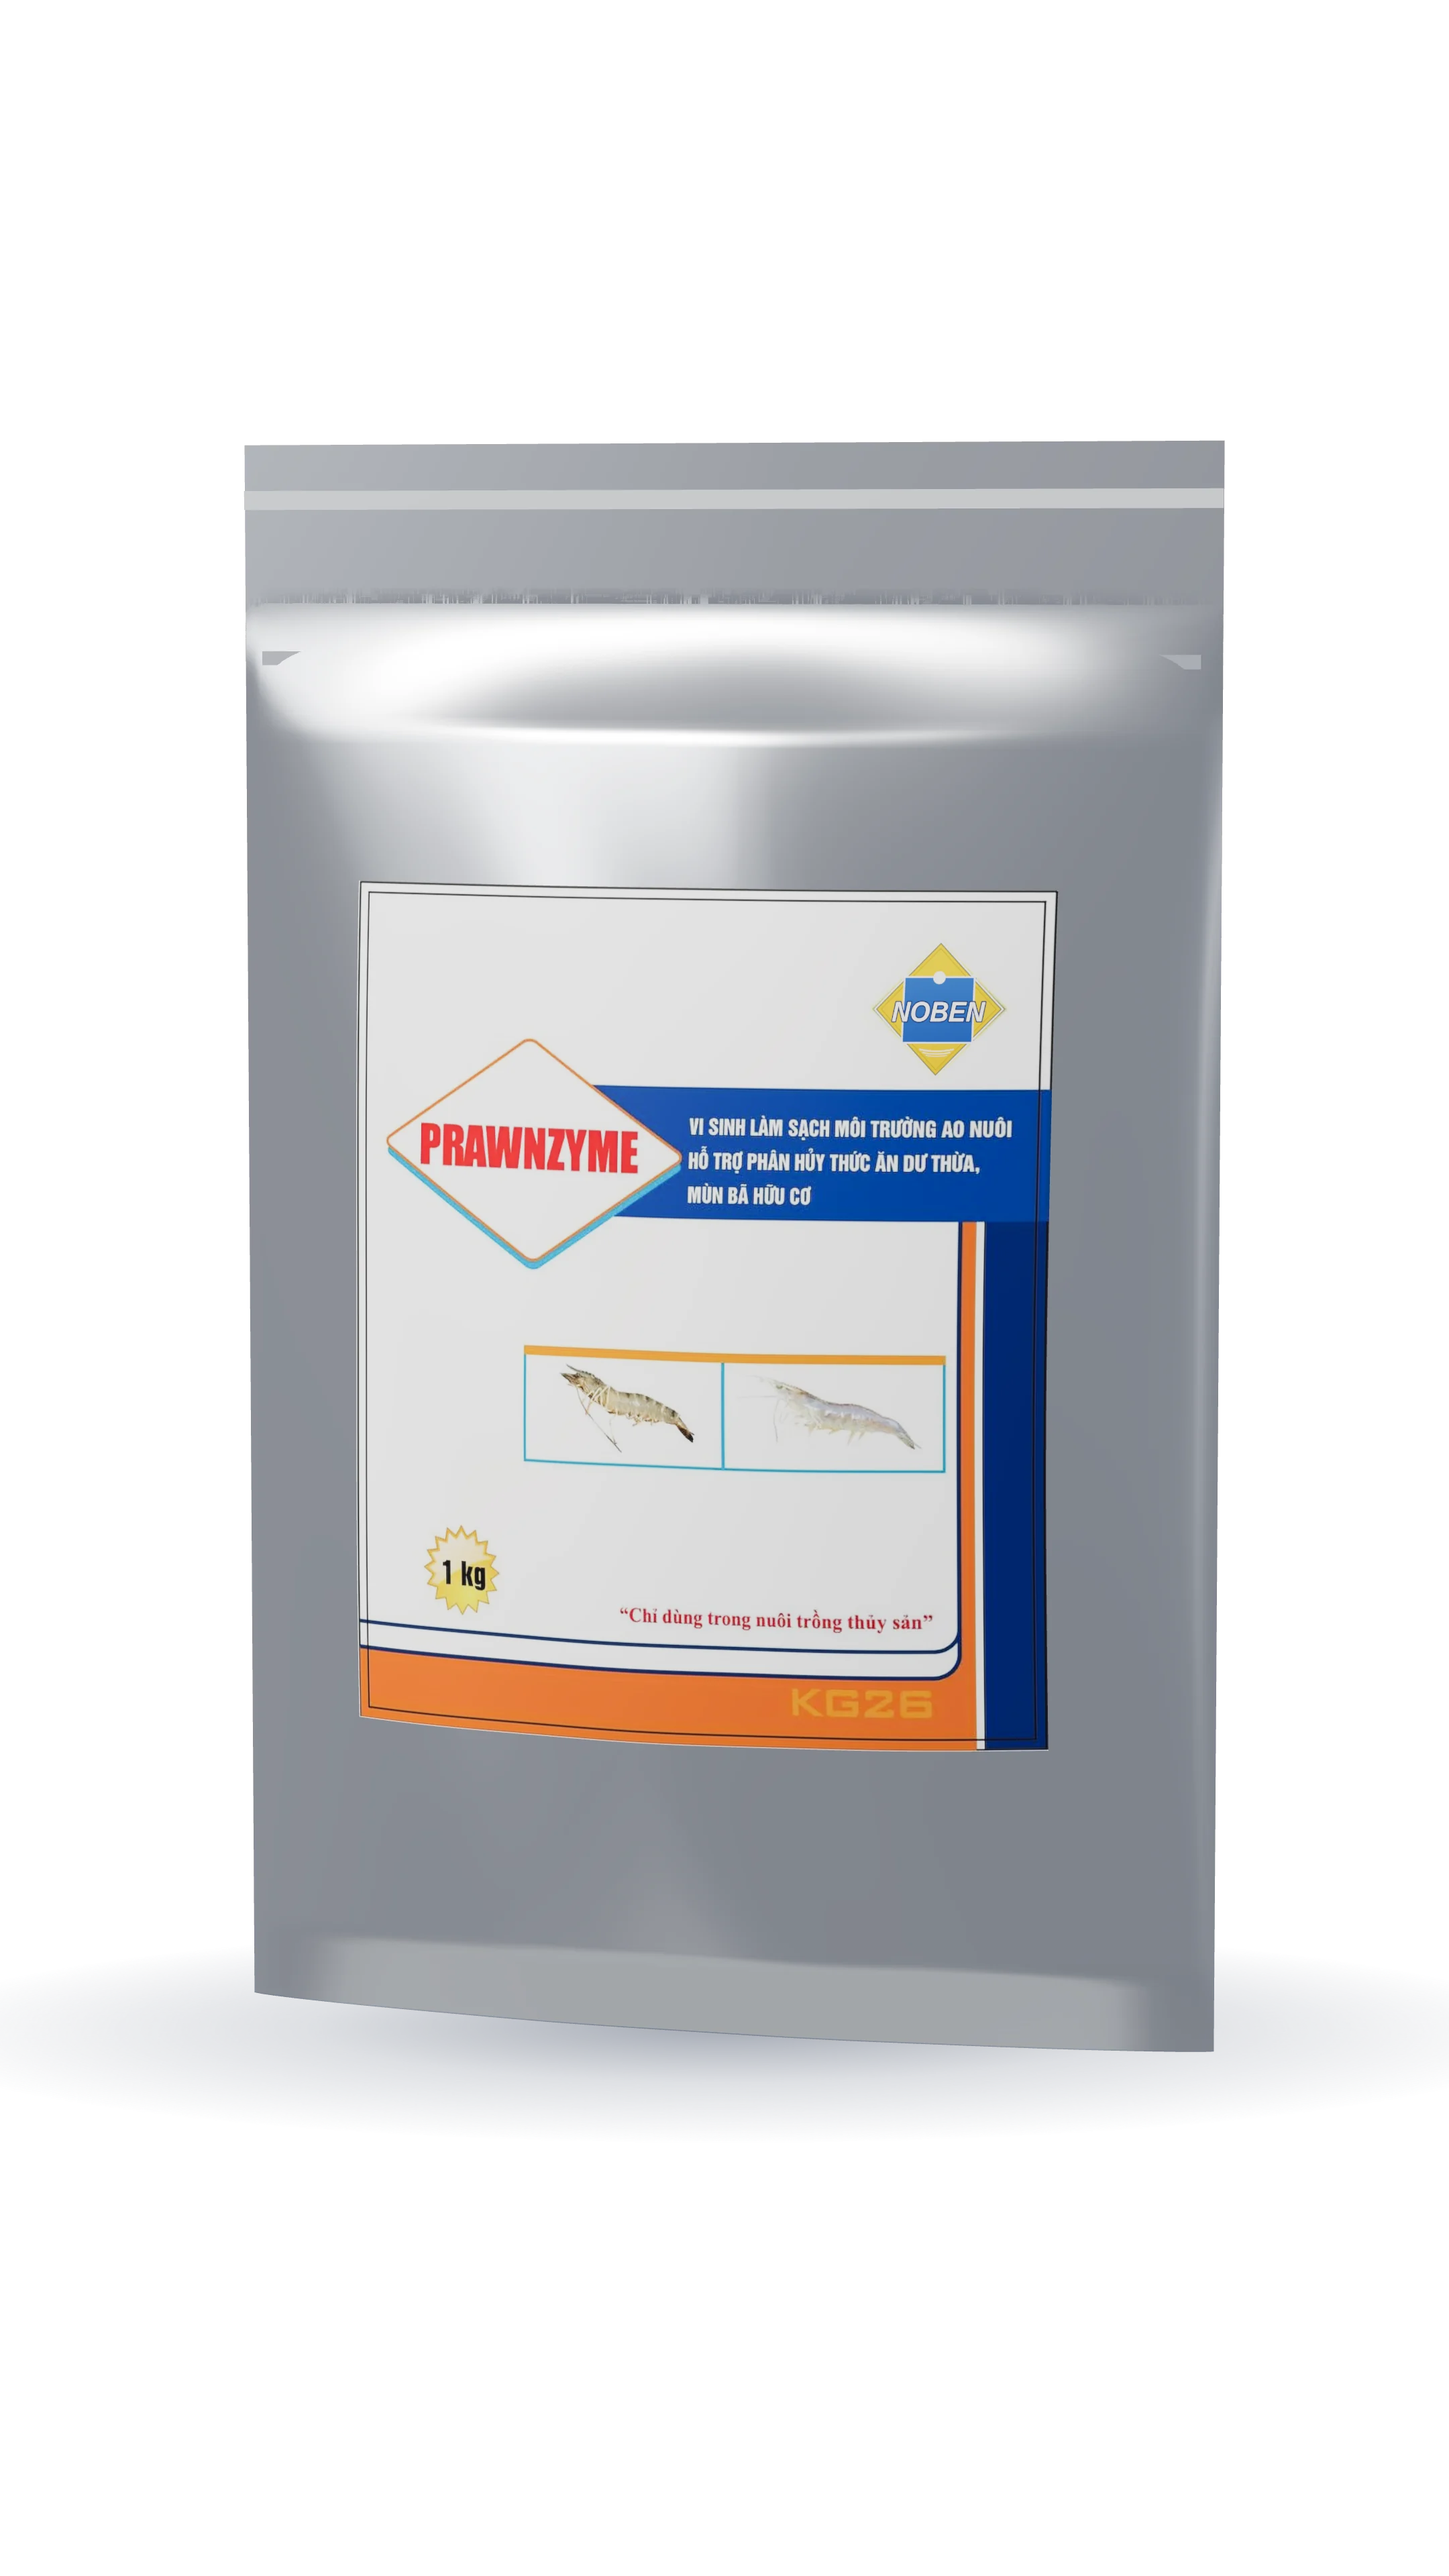 NOBEN
PRAWNZYME
VI SINH LÀM SẠCH MÔI TRƯỜNG AO NUÔI
HỖ TRỢ PHÂN HỦY THỨC ĂN DƯ THỪA,
MÙN BÃ HỮU CƠ
1 kg
“Chỉ dùng trong nuôi trồng thủy sản”
KG26